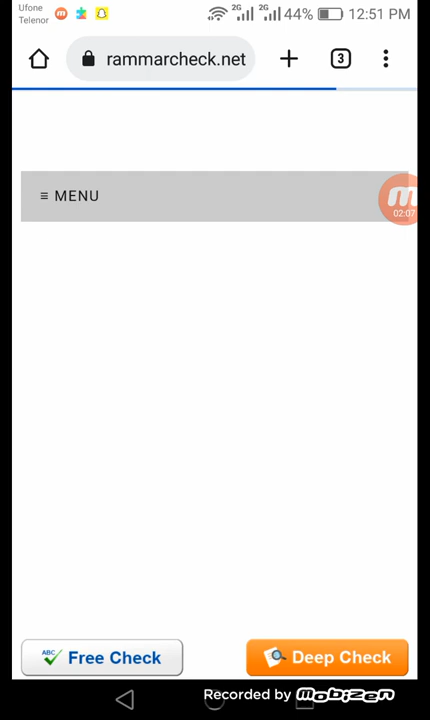 Ufone
Telenor
2G 2G 44% 12:51 PM
rammarcheck.net
3
≡ MENU
02:07
ABC Free Check
Deep Check
Recorded by mobizen